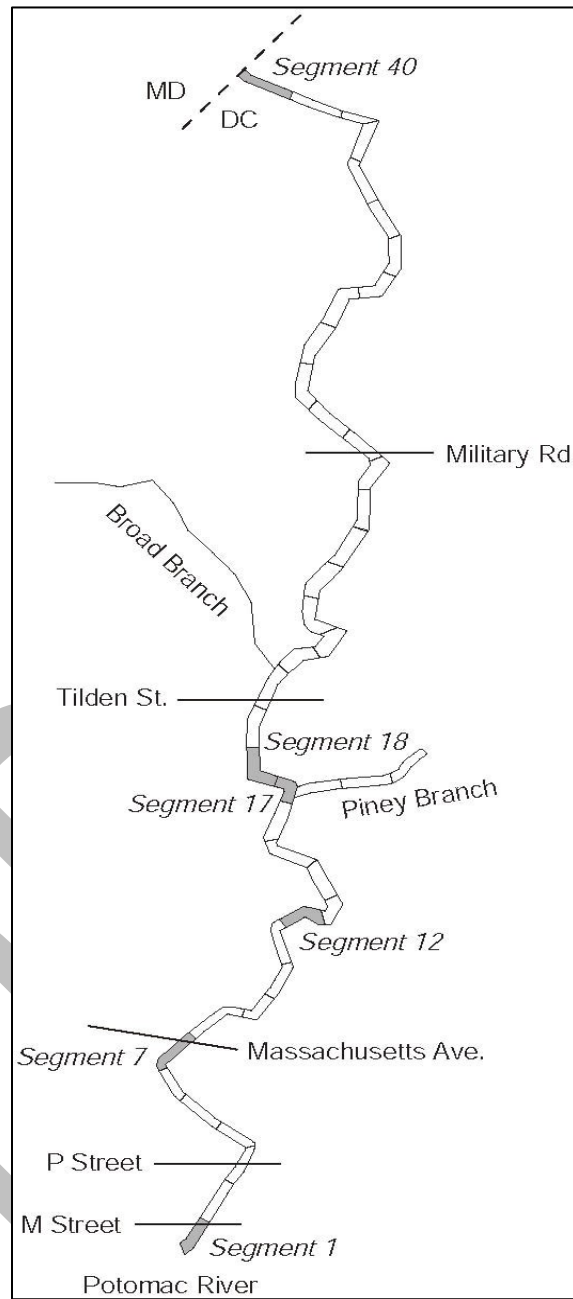 Segment 40
MD
DC
Military Rd
Broad Branch
Tilden St.
Segment 18
Segment 17
Piney Branch
Segment 12
Segment 7
Massachusetts Ave.
P Street
M Street
Segment 1
Potomac River